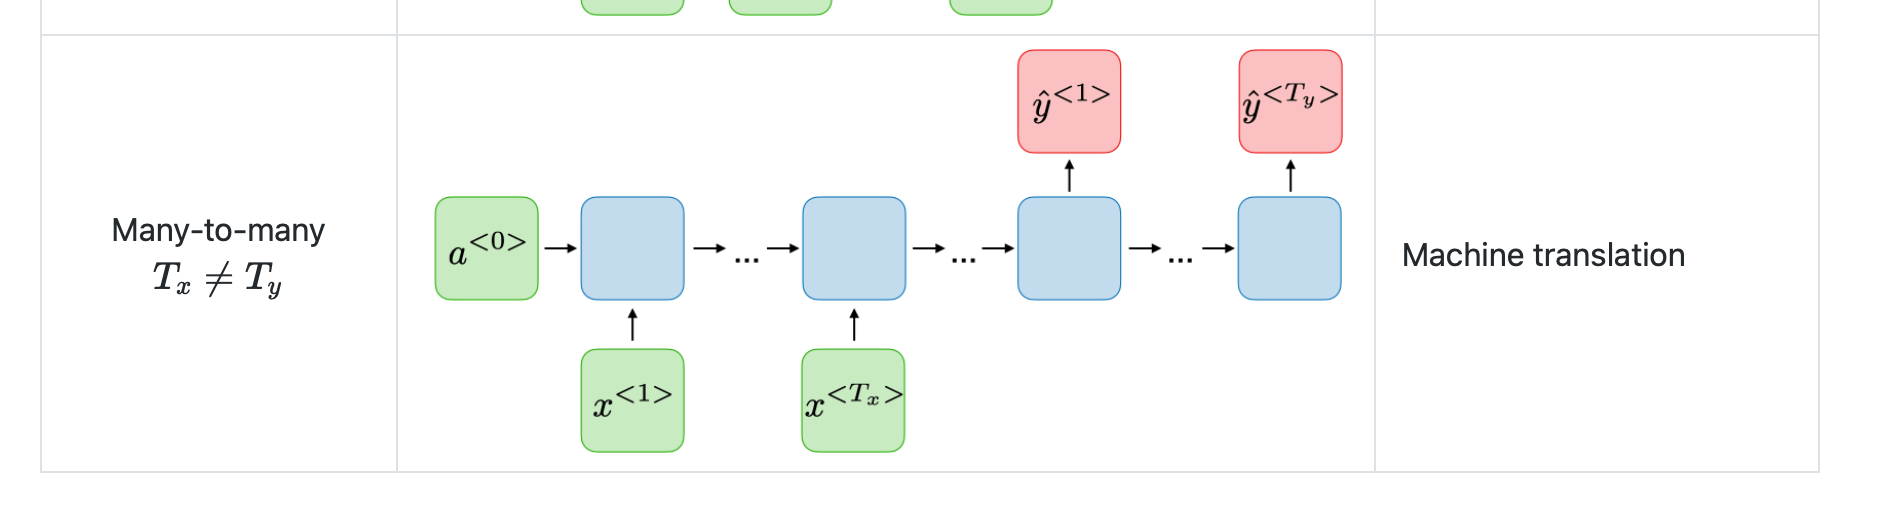 ŷ<1>
ŷ<Ty>
Many-to-many
Tx ≠ Ty
a<0>
...
...
...
Machine translation
x<1>
x<Tx>